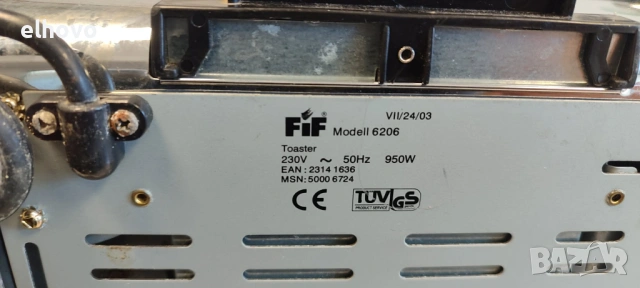 elnovo
FiF Modell 6206 VII/24/03
Toaster
230V ~ 50Hz 950W
EAN : 2314 1636
MSN: 5000 6724
CE TÜV GS
PRODUCT SERVICE
BAZAR